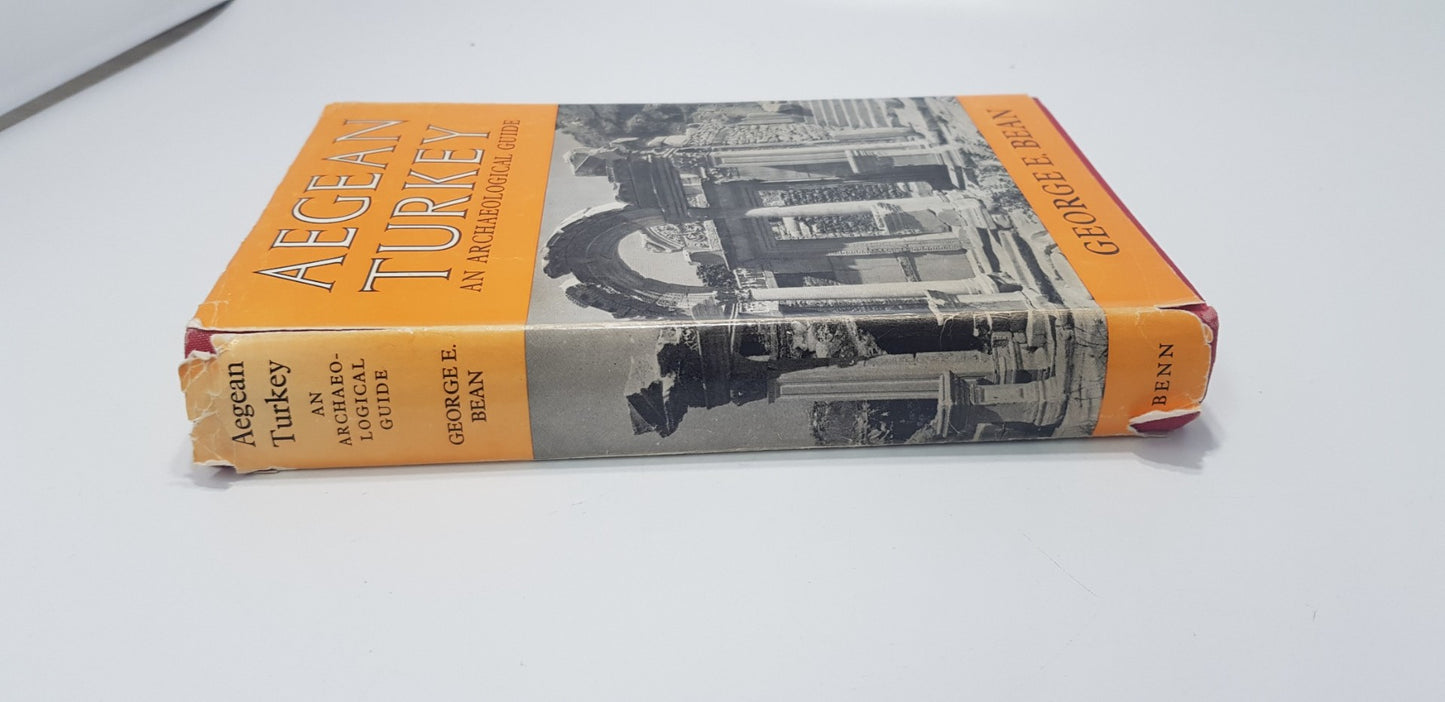 AEGEAN
TURKEY
AN ARCHAEOLOGICAL GUIDE
GEORGE E. BEAN
Aegean
Turkey
AN
ARCHAEO-
LOGICAL
GUIDE
GEORGE E.
BEAN
BENN